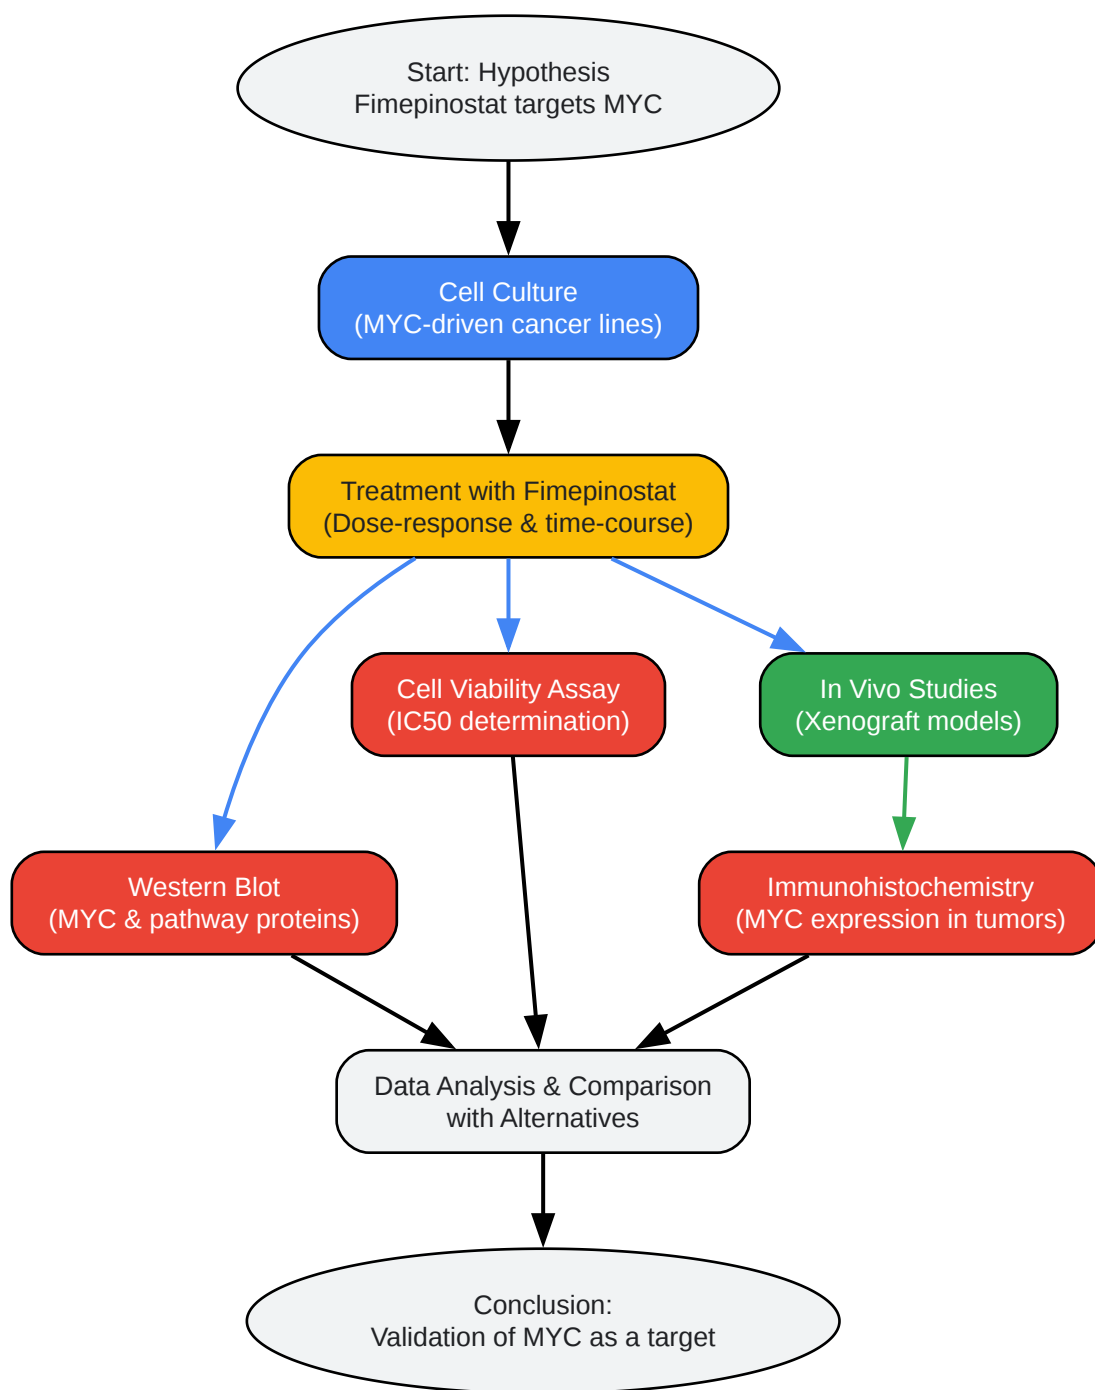 Start: Hypothesis
Fimepinostat targets MYC
Cell Culture
(MYC-driven cancer lines)
Treatment with Fimepinostat
(Dose-response & time-course)
Cell Viability Assay
(IC50 determination)
In Vivo Studies
(Xenograft models)
Western Blot
(MYC & pathway proteins)
Immunohistochemistry
(MYC expression in tumors)
Data Analysis & Comparison
with Alternatives
Conclusion:
Validation of MYC as a target